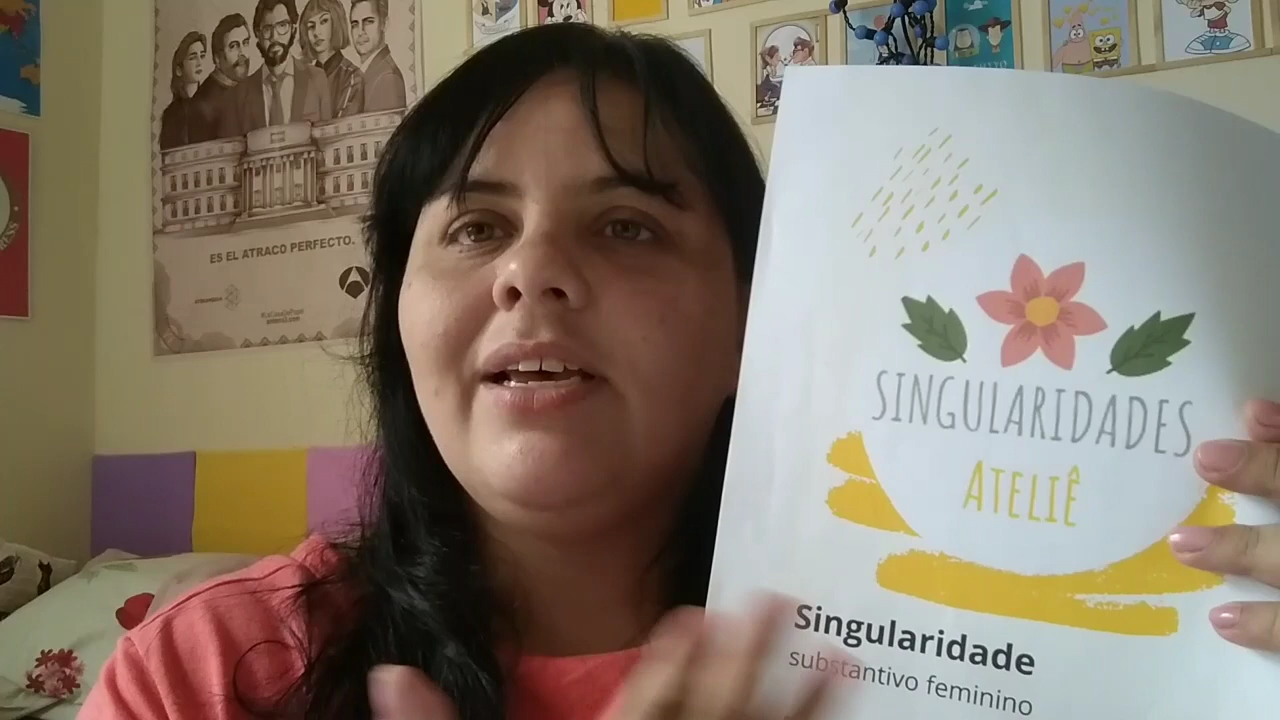 ES EL ATRACO PERFECTO.
SINGULARIDADES
ATELIÊ
Singularidade
substantivo feminino